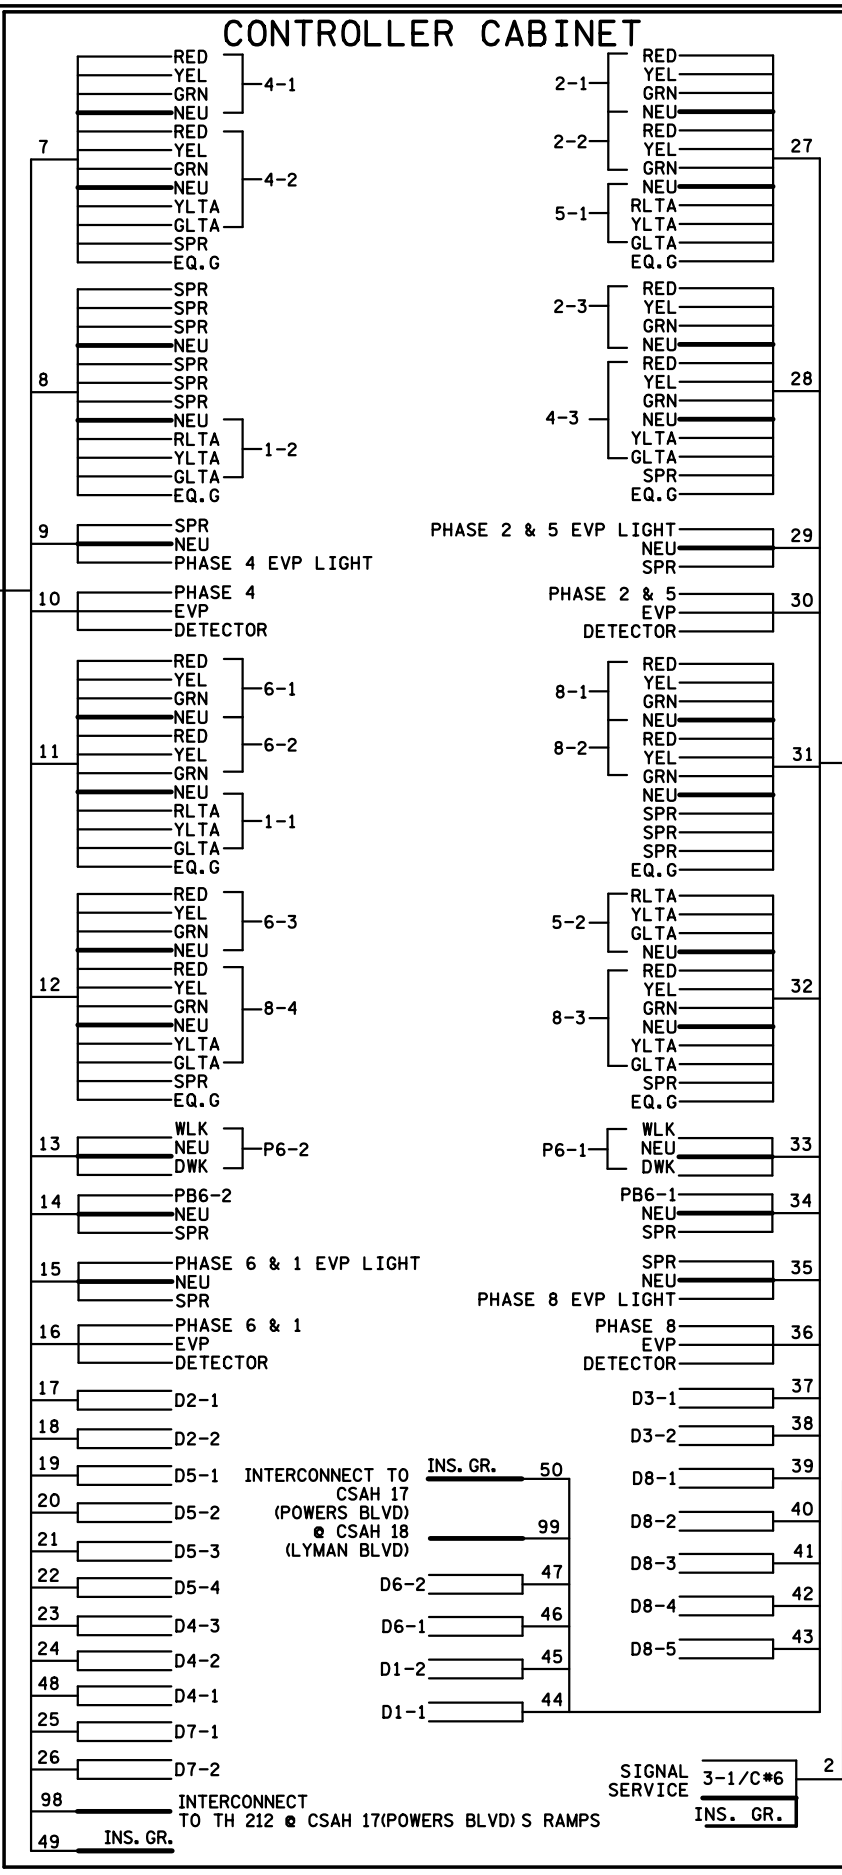 CONTROLLER CABINET
7
RED
YEL
GRN
NEU
4-1
RED
YEL
GRN
NEU
YLTA
GLTA
4-2
SPR
EQ.G
8
SPR
SPR
SPR
NEU
SPR
SPR
SPR
NEU
RLTA
YLTA
GLTA
1-2
EQ.G
9
SPR
NEU
PHASE 4 EVP LIGHT
10
PHASE 4
EVP
DETECTOR
11
RED
YEL
GRN
NEU
6-1
RED
YEL
GRN
6-2
NEU
RLTA
YLTA
GLTA
1-1
EQ.G
12
RED
YEL
GRN
NEU
6-3
RED
YEL
GRN
NEU
YLTA
GLTA
8-4
SPR
EQ.G
13
WLK
NEU
DWK
P6-2
14
PB6-2
NEU
SPR
15
PHASE 6 & 1 EVP LIGHT
NEU
SPR
16
PHASE 6 & 1
EVP
DETECTOR
17
D2-1
18
D2-2
19
D5-1
20
D5-2
21
D5-3
22
D5-4
23
D4-3
24
D4-2
48
D4-1
25
D7-1
26
D7-2
98
INTERCONNECT
TO TH 212 @ CSAH 17(POWERS BLVD) S RAMPS
49
INS. GR.
INTERCONNECT TO
CSAH 17
(POWERS BLVD)
@ CSAH 18
(LYMAN BLVD)
INS. GR.
50
99
D6-2
47
D6-1
46
D1-2
45
D1-1
44
2-1
RED
YEL
GRN
NEU
2-2
RED
YEL
GRN
27
5-1
NEU
RLTA
YLTA
GLTA
EQ.G
2-3
RED
YEL
GRN
NEU
28
4-3
RED
YEL
GRN
NEU
YLTA
GLTA
SPR
EQ.G
PHASE 2 & 5 EVP LIGHT
NEU
SPR
29
PHASE 2 & 5
EVP
DETECTOR
30
8-1
RED
YEL
GRN
NEU
8-2
RED
YEL
GRN
31
NEU
SPR
SPR
SPR
EQ.G
5-2
RLTA
YLTA
GLTA
NEU
32
8-3
RED
YEL
GRN
NEU
YLTA
GLTA
SPR
EQ.G
P6-1
WLK
NEU
DWK
33
PB6-1
NEU
SPR
34
SPR
NEU
PHASE 8 EVP LIGHT
35
PHASE 8
EVP
DETECTOR
36
D3-1
37
D3-2
38
D8-1
39
D8-2
40
D8-3
41
D8-4
42
D8-5
43
SIGNAL
SERVICE
3-1/C#6
2
INS. GR.